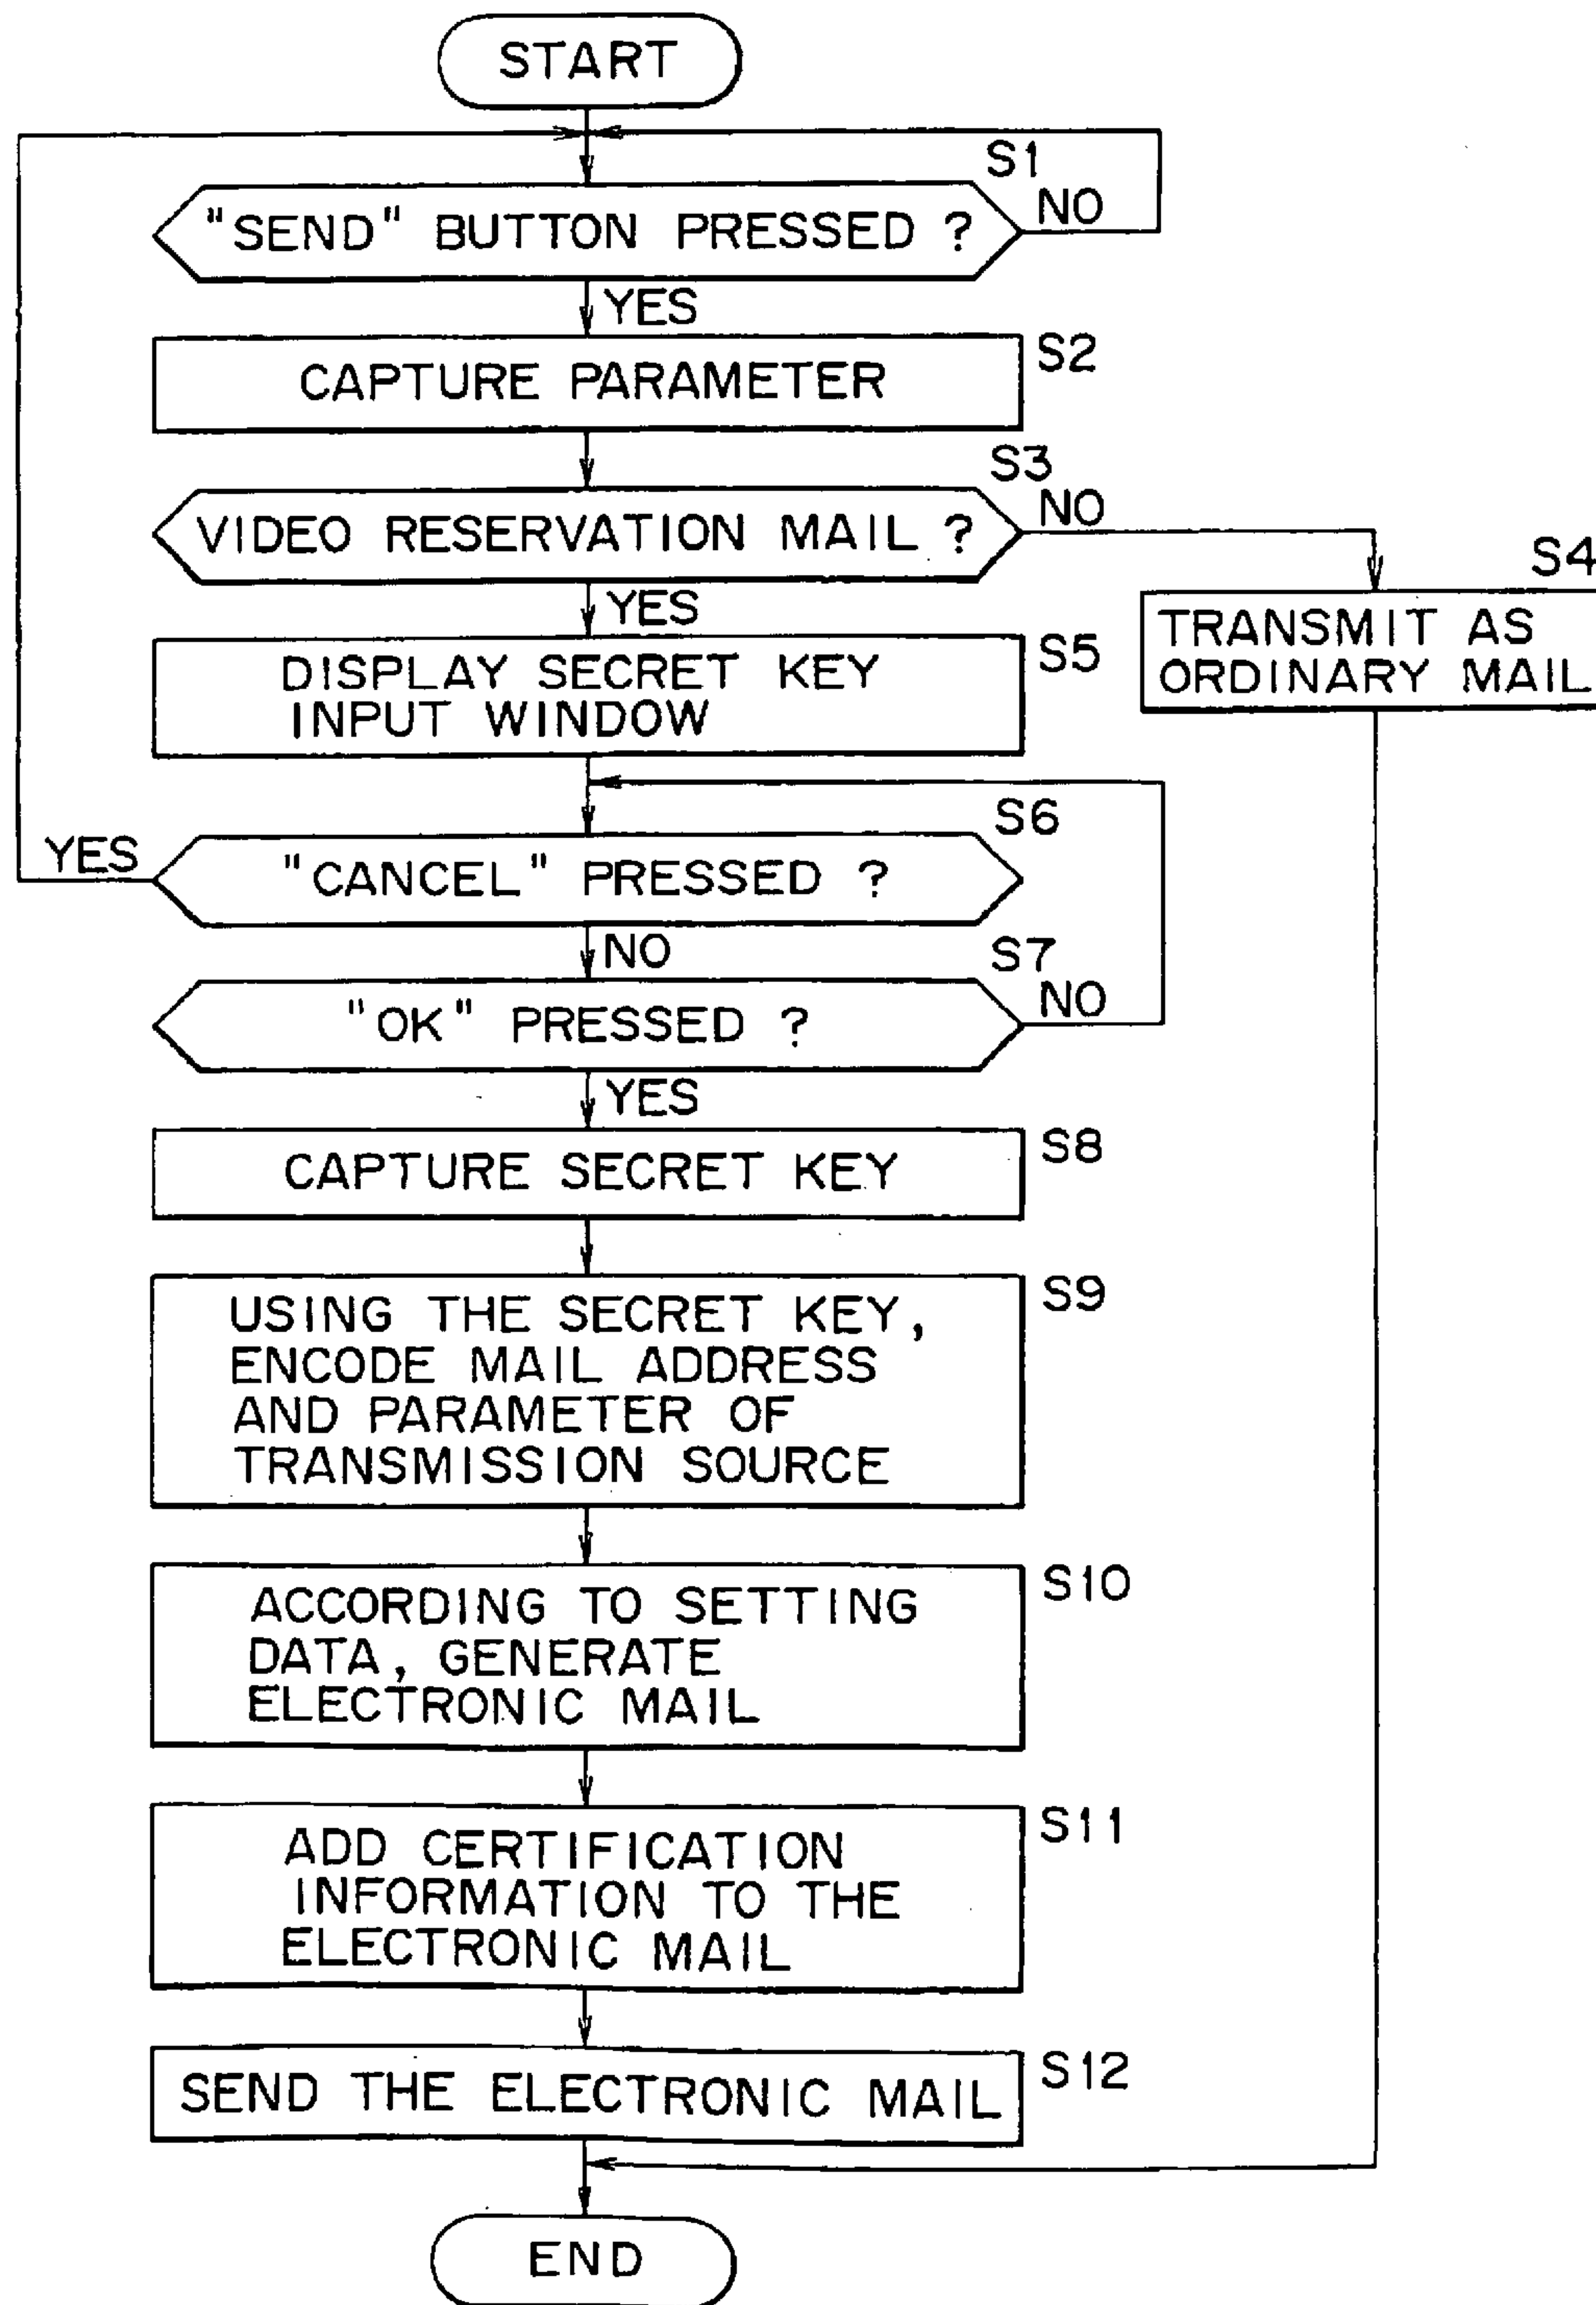 START
S1
"SEND" BUTTON PRESSED ?
NO
YES
CAPTURE PARAMETER
S2
S3
VIDEO RESERVATION MAIL ?
NO
S4
TRANSMIT AS
ORDINARY MAIL
YES
DISPLAY SECRET KEY
INPUT WINDOW
S5
S6
YES
"CANCEL" PRESSED ?
NO
S7
"OK" PRESSED ?
NO
YES
CAPTURE SECRET KEY
S8
USING THE SECRET KEY,
ENCODE MAIL ADDRESS
AND PARAMETER OF
TRANSMISSION SOURCE
S9
ACCORDING TO SETTING
DATA, GENERATE
ELECTRONIC MAIL
S10
ADD CERTIFICATION
INFORMATION TO THE
ELECTRONIC MAIL
S11
SEND THE ELECTRONIC MAIL
S12
END